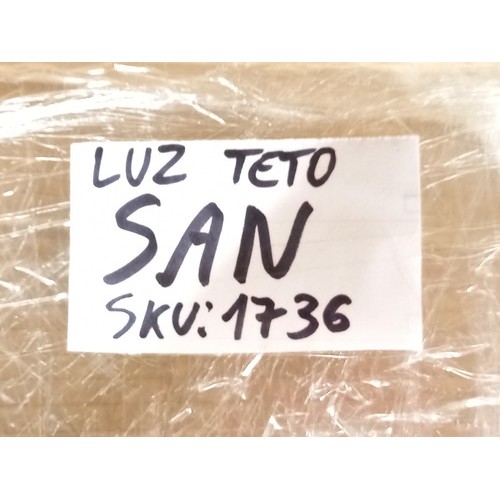 LUZ TETO
SAN
SKU: 1736